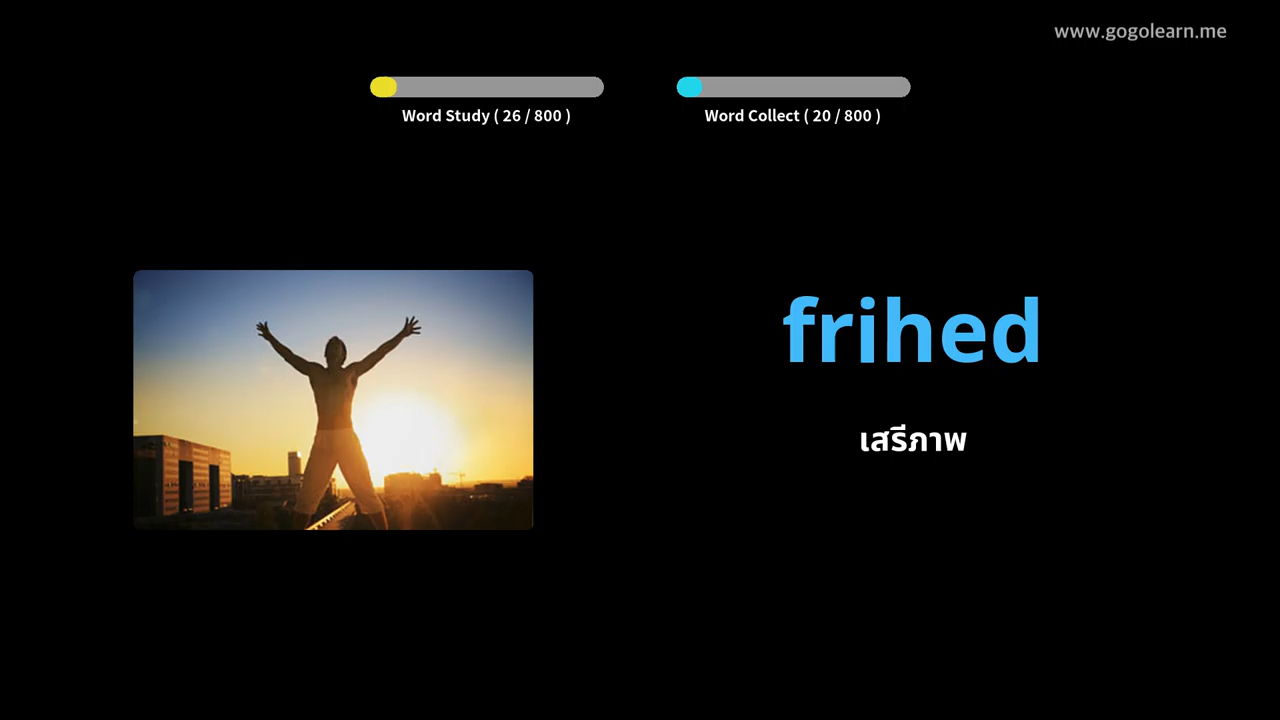 www.gogolearn.me
Word Study ( 26 / 800 )
Word Collect ( 20 / 800 )
frihed
เสรีภาพ